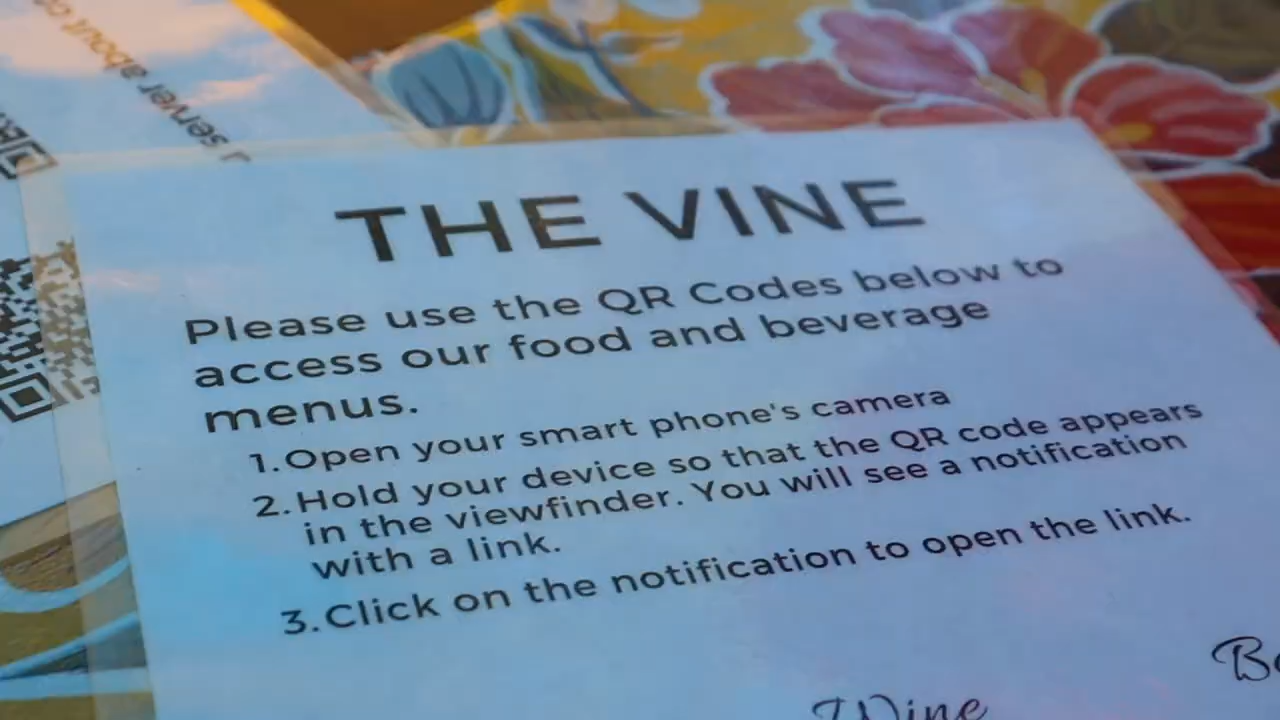 server about ou
THE VINE
Please use the QR Codes below to
access our food and beverage
menus.
1. Open your smart phone's camera
2. Hold your device so that the QR code appears
in the viewfinder. You will see a notification
with a link.
3. Click on the notification to open the link.
Wine